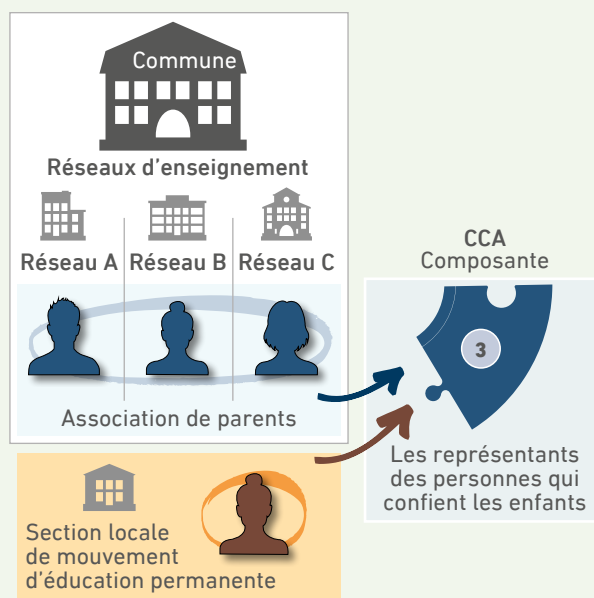 Commune
Réseaux d'enseignement
Réseau A
Réseau B
Réseau C
Association de parents
Section locale
de mouvement
d'éducation permanente
CCA
Composante
3
Les représentants
des personnes qui
confient les enfants